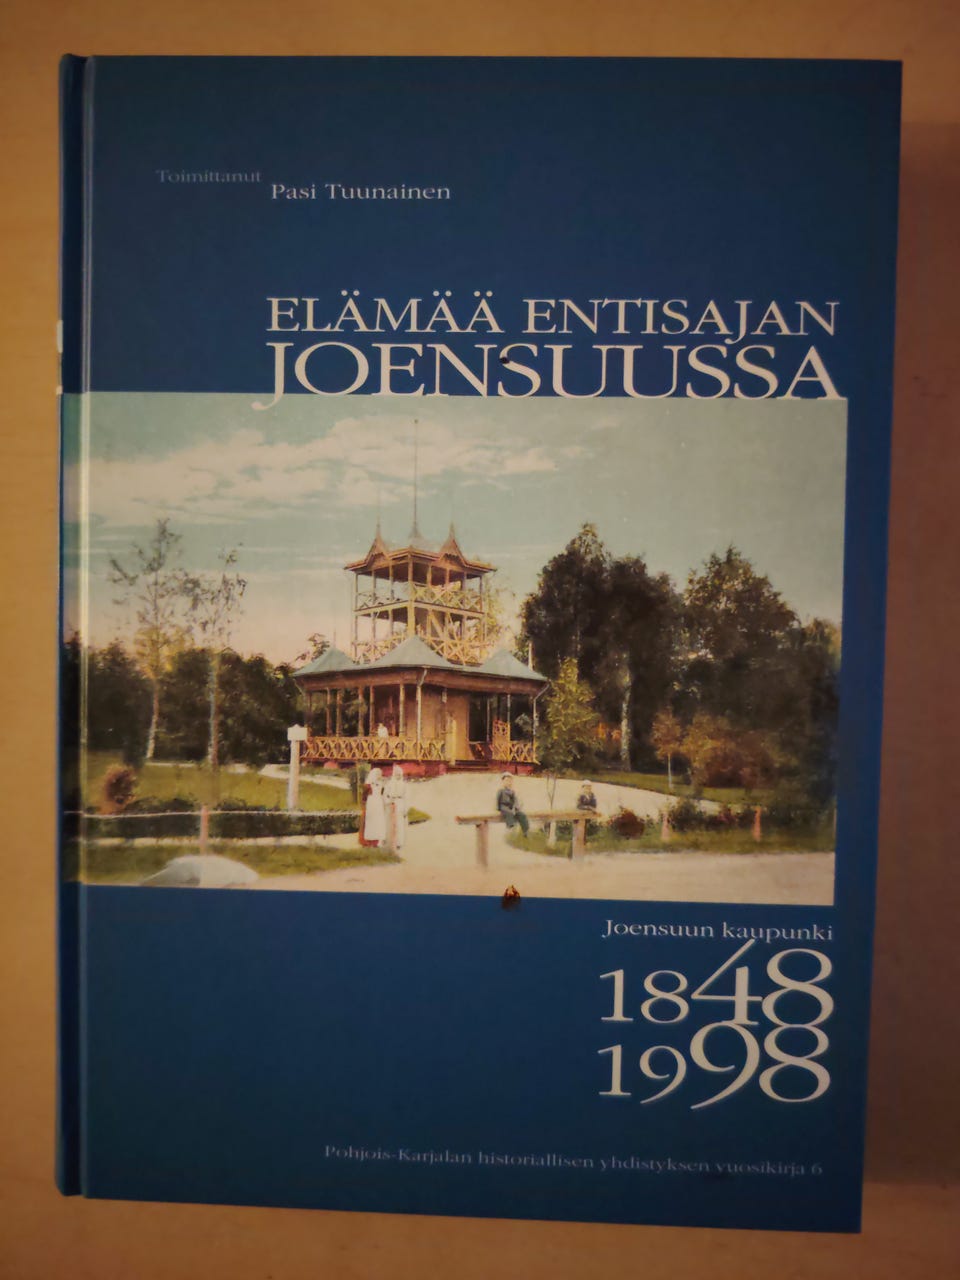 Toimittanut
Pasi Tuunainen
ELÄMÄÄ ENTISAJAN
JOENSUUSSA
Joensuun kaupunki
1848
1998
Pohjois-Karjalan historiallisen yhdistyksen vuosikirja 6